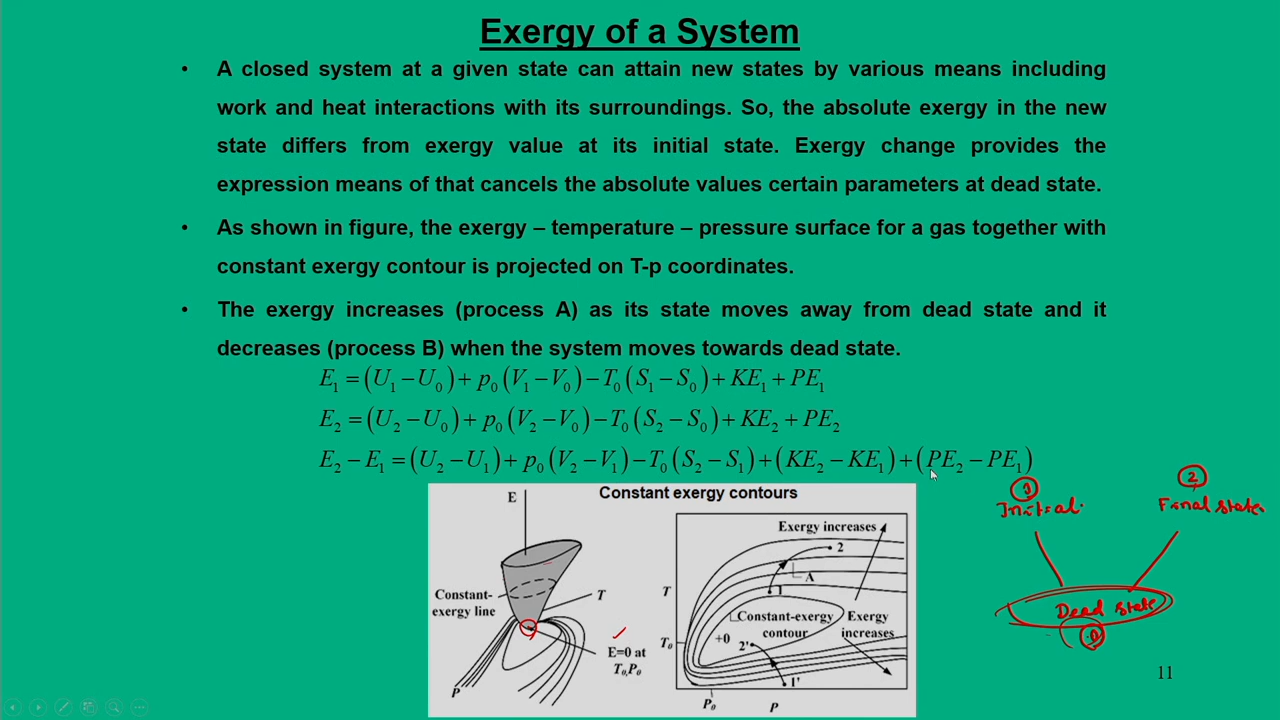 Exergy of a System
• A closed system at a given state can attain new states by various means including
work and heat interactions with its surroundings. So, the absolute exergy in the new
state differs from exergy value at its initial state. Exergy change provides the
expression means of that cancels the absolute values certain parameters at dead state.
• As shown in figure, the exergy – temperature – pressure surface for a gas together with
constant exergy contour is projected on T-p coordinates.
• The exergy increases (process A) as its state moves away from dead state and it
decreases (process B) when the system moves towards dead state.
E₁ = (U₁ − U₀) + p₀(V₁ − V₀) − T₀(S₁ − S₀) + KE₁ + PE₁
E₂ = (U₂ − U₀) + p₀(V₂ − V₀) − T₀(S₂ − S₀) + KE₂ + PE₂
E₂ − E₁ = (U₂ − U₁) + p₀(V₂ − V₁) − T₀(S₂ − S₁) + (KE₂ − KE₁) + (PE₂ − PE₁)
Constant exergy contours
E
Constant-
exergy line
T
E=0 at
T₀,P₀
P
Exergy increases
2
A
1
T
Constant-exergy
contour
Exergy
increases
+0
2'
T₀
1'
P₀
P
1
Initial
2
Final state
Dead state
0
11